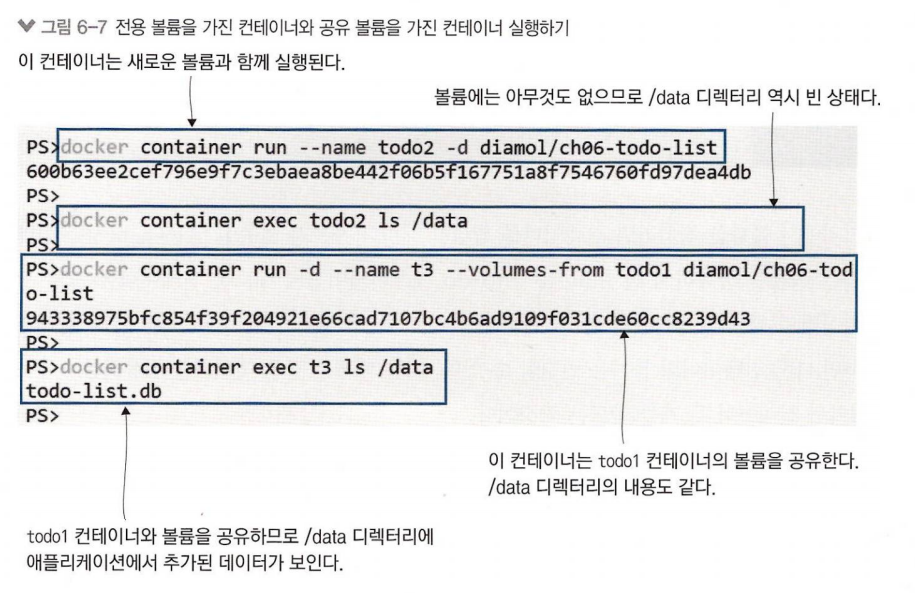 그림 6-7 전용 볼륨을 가진 컨테이너와 공유 볼륨을 가진 컨테이너 실행하기
이 컨테이너는 새로운 볼륨과 함께 실행된다.
볼륨에는 아무것도 없으므로 /data 디렉터리 역시 빈 상태다.
PS>docker container run --name todo2 -d diamol/ch06-todo-list
600b63ee2cef796e9f7c3ebaea8be442f06b5f167751a8f7546760fd97dea4db
PS>
PS>docker container exec todo2 ls /data
PS>
PS>docker container run -d --name t3 --volumes-from todo1 diamol/ch06-tod
o-list
943338975bfc854f39f204921e66cad7107bc4b6ad9109f031cde60cc8239d43
PS>
PS>docker container exec t3 ls /data
todo-list.db
PS>
이 컨테이너는 todo1 컨테이너의 볼륨을 공유한다.
/data 디렉터리의 내용도 같다.
todo1 컨테이너와 볼륨을 공유하므로 /data 디렉터리에
애플리케이션에서 추가된 데이터가 보인다.